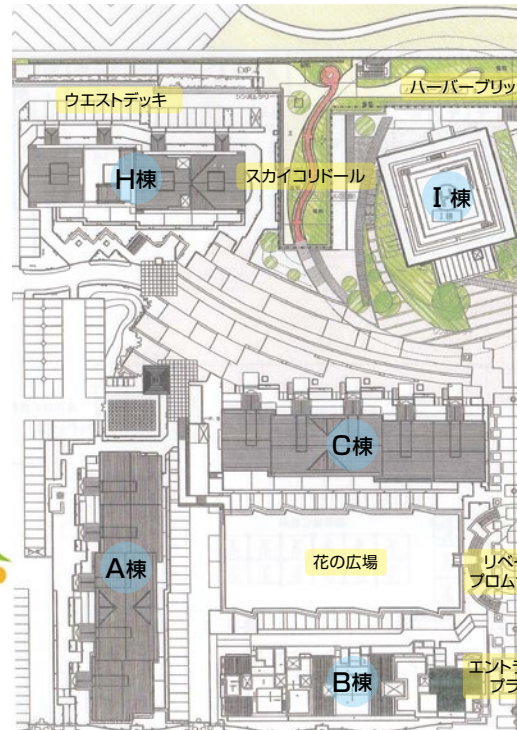 ウエストデッキ
ハーバーブリッ
H棟
スカイコリドール
I棟
C棟
A棟
花の広場
リベー
プロムナ
B棟
エントラ
プラ